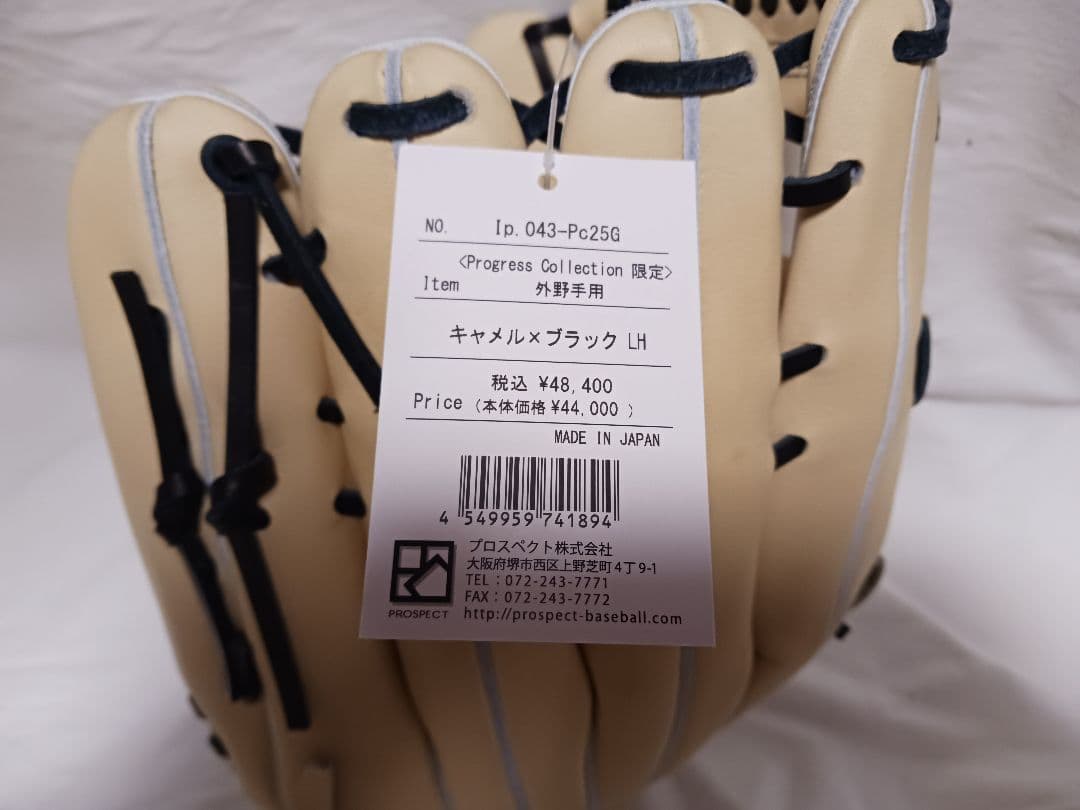 NO. Ip.043-Pc25G
<Progress Collection 限定>
Item 外野手用
キャメル×ブラック LH
税込 ¥48,400
Price (本体価格¥44,000 )
MADE IN JAPAN
4 549959 741894
プロスペクト株式会社
大阪府堺市西区上野芝町4丁9-1
TEL：072-243-7771
FAX：072-243-7772
PROSPECT http://prospect-baseball.com